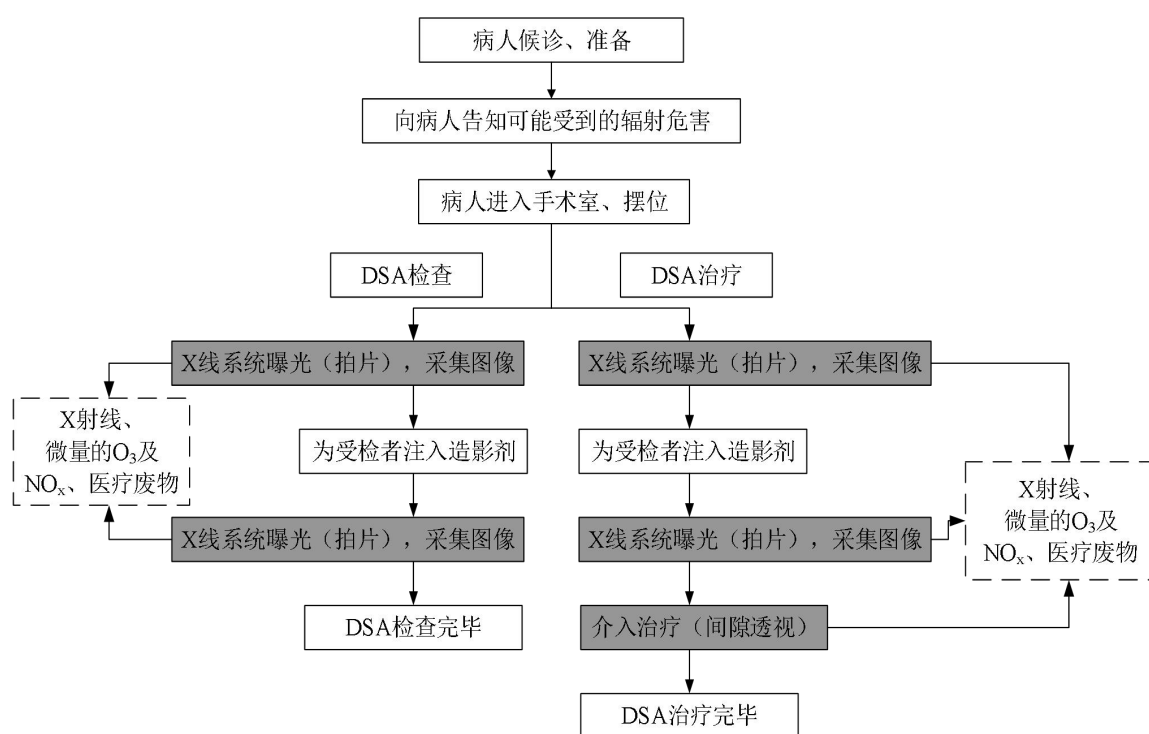 病人候诊、准备
向病人告知可能受到的辐射危害
病人进入手术室、摆位
DSA检查
DSA治疗
X线系统曝光（拍片），采集图像
X线系统曝光（拍片），采集图像
X射线、
微量的O₃及
NOₓ、医疗废物
为受检者注入造影剂
为受检者注入造影剂
X射线、
微量的O₃及
NOₓ、医疗废物
X线系统曝光（拍片），采集图像
X线系统曝光（拍片），采集图像
DSA检查完毕
介入治疗（间隙透视）
DSA治疗完毕